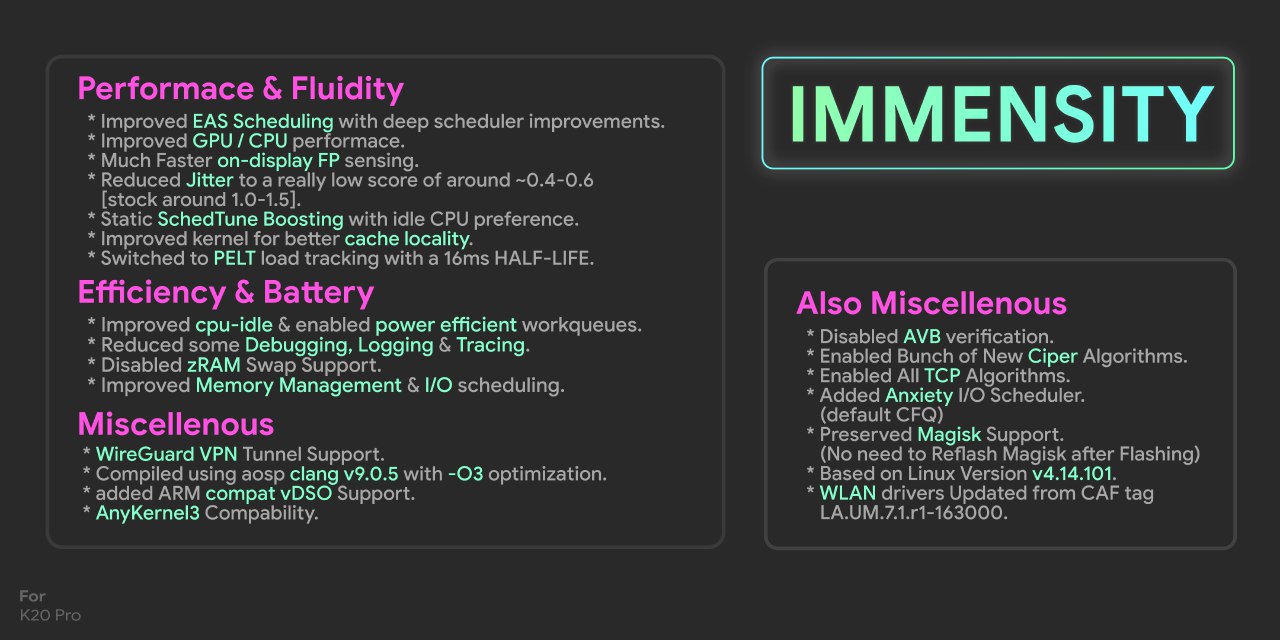 Performace & Fluidity
* Improved EAS Scheduling with deep scheduler improvements.
* Improved GPU / CPU performace.
* Much Faster on-display FP sensing.
* Reduced Jitter to a really low score of around ~0.4-0.6
[stock around 1.0-1.5].
* Static SchedTune Boosting with idle CPU preference.
* Improved kernel for better cache locality.
* Switched to PELT load tracking with a 16ms HALF-LIFE.
Efficiency & Battery
* Improved cpu-idle & enabled power efficient workqueues.
* Reduced some Debugging, Logging & Tracing.
* Disabled zRAM Swap Support.
* Improved Memory Management & I/O scheduling.
Miscellenous
* WireGuard VPN Tunnel Support.
* Compiled using aosp clang v9.0.5 with -O3 optimization.
* added ARM compat vDSO Support.
* AnyKernel3 Compability.
IMMENSITY
Also Miscellenous
* Disabled AVB verification.
* Enabled Bunch of New Ciper Algorithms.
* Enabled All TCP Algorithms.
* Added Anxiety I/O Scheduler.
(default CFQ)
* Preserved Magisk Support.
(No need to Reflash Magisk after Flashing)
* Based on Linux Version v4.14.101.
* WLAN drivers Updated from CAF tag
LA.UM.7.1.r1-163000.
For
K20 Pro